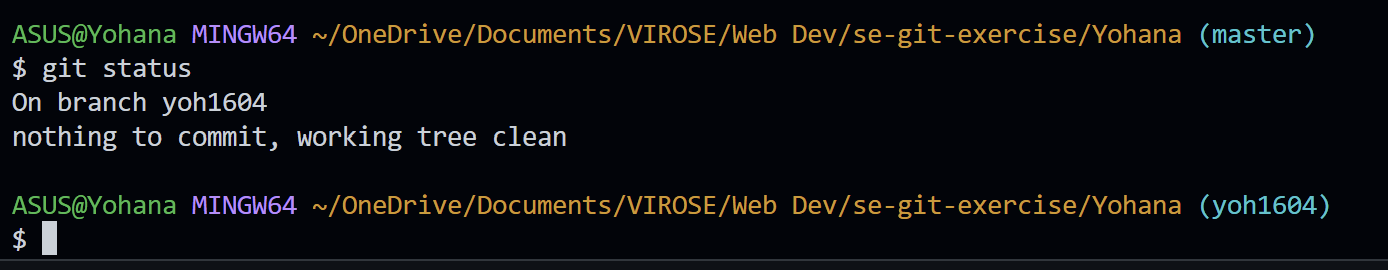 ASUS@Yohana MINGW64 ~/OneDrive/Documents/VIROSE/Web Dev/se-git-exercise/Yohana (master)
$ git status
On branch yoh1604
nothing to commit, working tree clean
ASUS@Yohana MINGW64 ~/OneDrive/Documents/VIROSE/Web Dev/se-git-exercise/Yohana (yoh1604)
$